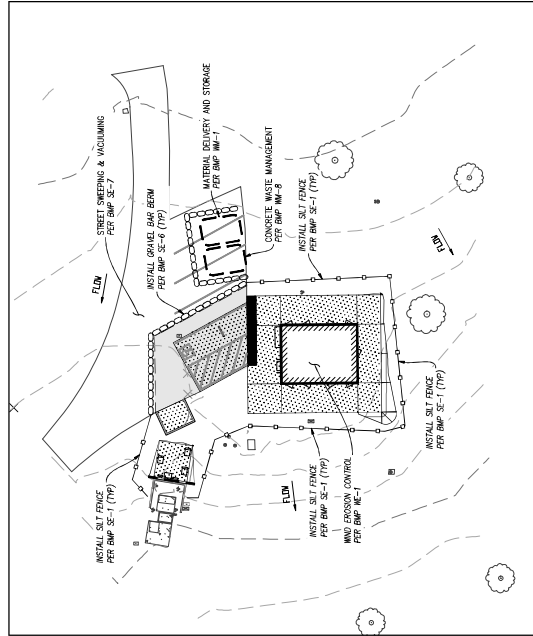 STREET SWEEPING & VACUUMING
PER BMP SE-7
FLOW
INSTALL GRAVEL BAR BERM
PER BMP SE-6 (TYP)
MATERIAL DELIVERY AND STORAGE
PER BMP WM-1
CONCRETE WASTE MANAGEMENT
PER BMP WM-8
INSTALL SILT FENCE
PER BMP SE-1 (TYP)
FLOW
INSTALL SILT FENCE
PER BMP SE-1 (TYP)
INSTALL SILT FENCE
PER BMP SE-1 (TYP)
FLOW
INSTALL SILT FENCE
PER BMP SE-1 (TYP)
WIND EROSION CONTROL
PER BMP WE-1